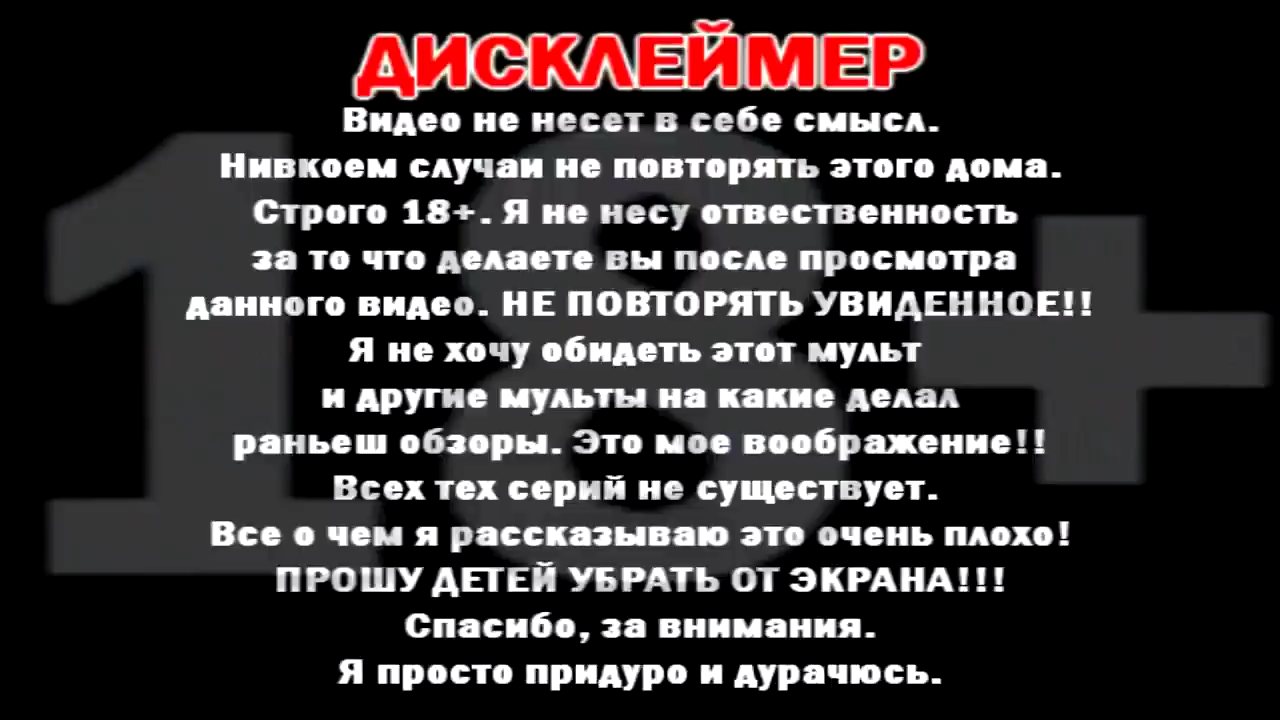 ДИСКЛЕЙМЕР
Видео не несет в себе смысл.
Нивкоем случаи не повторять этого дома.
Строго 18+. Я не несу отвественность
за то что делаете вы после просмотра
данного видео. НЕ ПОВТОРЯТЬ УВИДЕННОЕ!!
Я не хочу обидеть этот мульт
и другие мульты на какие делал
раньеш обзоры. Это мое воображение!!
Всех тех серий не существует.
Все о чем я рассказываю это очень плохо!
ПРОШУ ДЕТЕЙ УБРАТЬ ОТ ЭКРАНА!!!
Спасибо, за внимания.
Я просто придуро и дурачюсь.
18+